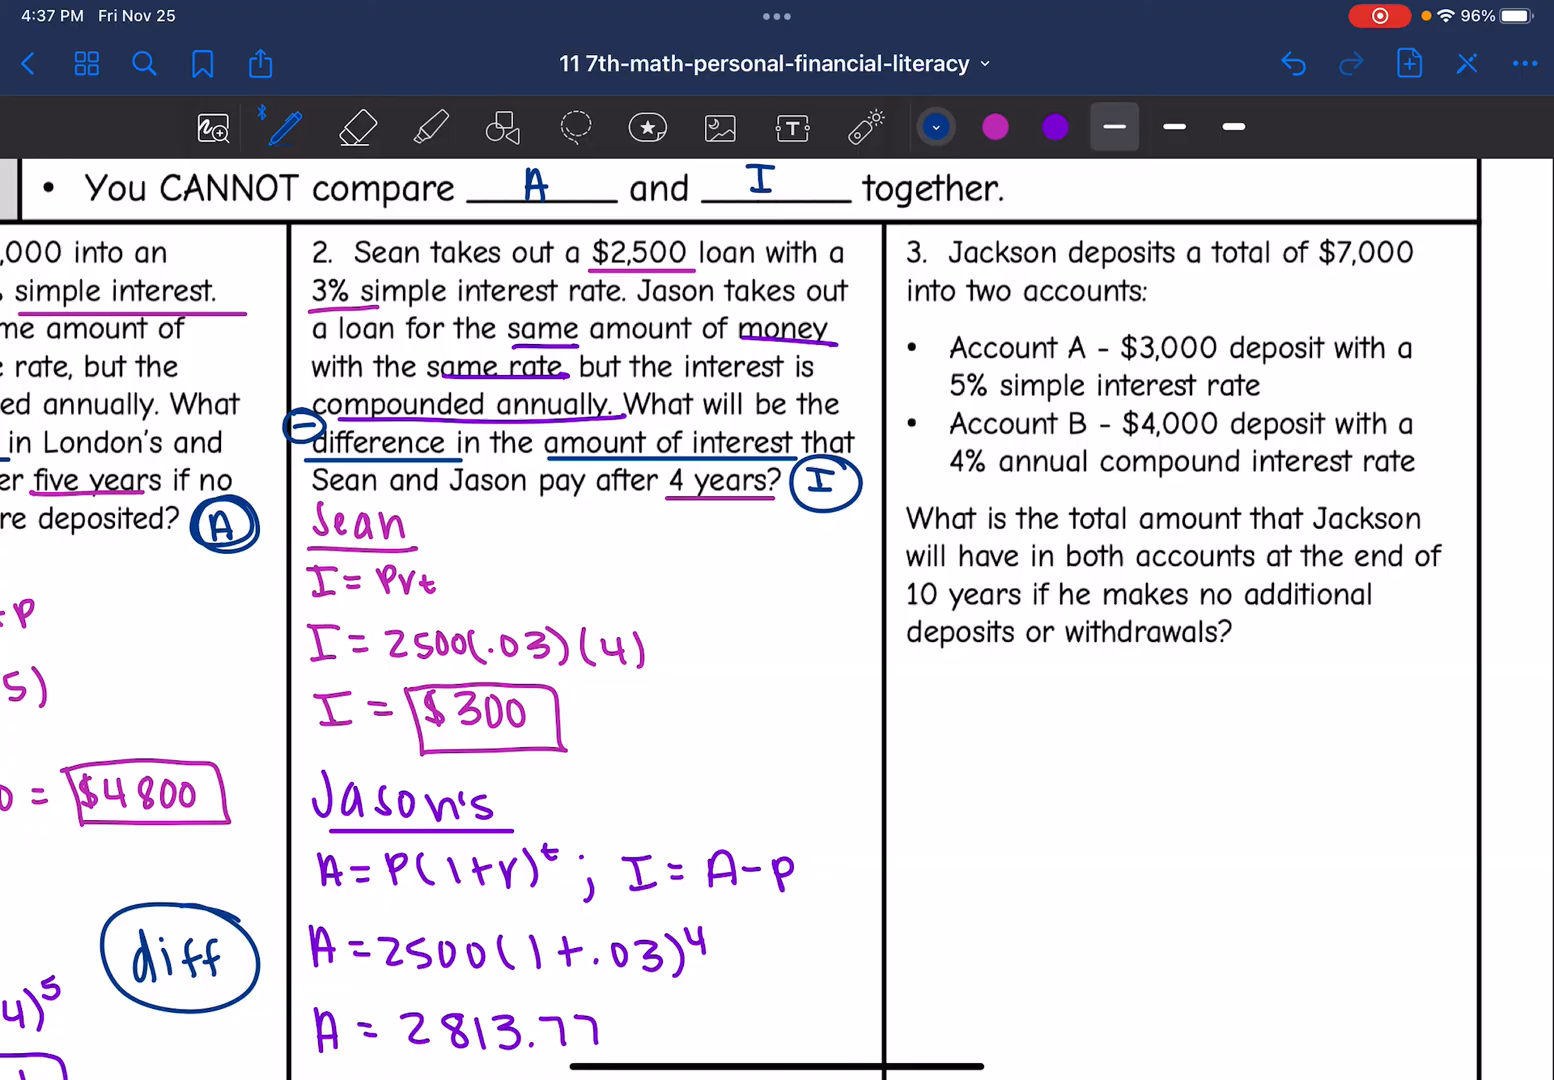 4:37 PM Fri Nov 25
96%
11 7th-math-personal-financial-literacy
T
• You CANNOT compare A and I together.
,000 into an
simple interest.
me amount of
rate, but the
ed annually. What
in London's and
er five years if no
re deposited? A
+ P
5)
= $4800
diff
4)⁵
2. Sean takes out a $2,500 loan with a
3% simple interest rate. Jason takes out
a loan for the same amount of money
with the same rate, but the interest is
compounded annually. What will be the
− difference in the amount of interest that
Sean and Jason pay after 4 years? I
Sean
I = Prt
I = 2500(.03)(4)
I = $300
Jason's
A = P(1+r)ᵗ ; I = A-P
A = 2500(1+.03)⁴
A = 2813.77
3. Jackson deposits a total of $7,000
into two accounts:
• Account A - $3,000 deposit with a
5% simple interest rate
• Account B - $4,000 deposit with a
4% annual compound interest rate
What is the total amount that Jackson
will have in both accounts at the end of
10 years if he makes no additional
deposits or withdrawals?